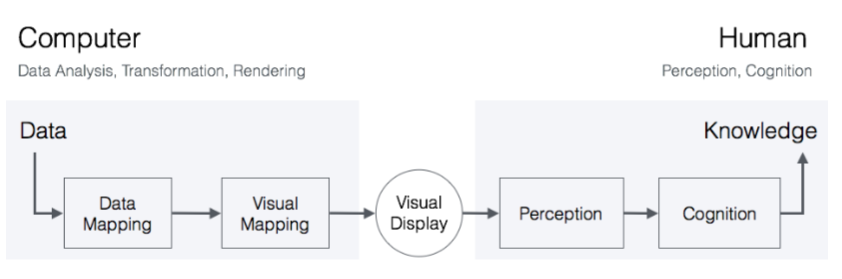 Computer
Human
Data Analysis, Transformation, Rendering
Perception, Cognition
Data
Knowledge
Data
Mapping
Visual
Mapping
Visual
Display
Perception
Cognition